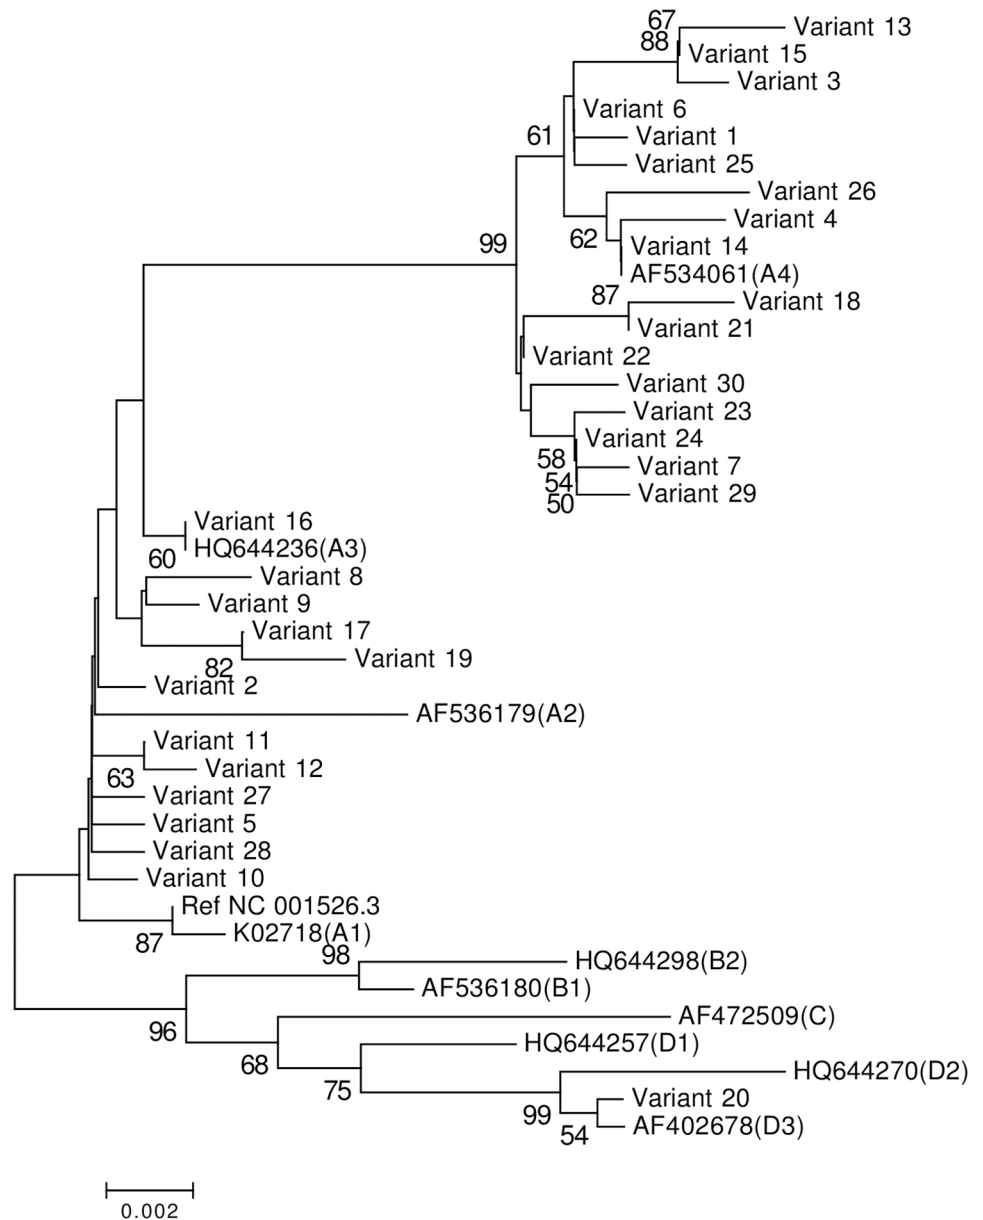 67
Variant 13
88
Variant 15
Variant 3
Variant 6
61
Variant 1
Variant 25
Variant 26
Variant 4
62
Variant 14
99
AF534061(A4)
87
Variant 18
Variant 21
Variant 22
Variant 30
Variant 23
Variant 24
58
Variant 7
54
Variant 29
50
Variant 16
HQ644236(A3)
60
Variant 8
Variant 9
Variant 17
Variant 19
82
Variant 2
AF536179(A2)
Variant 11
Variant 12
63
Variant 27
Variant 5
Variant 28
Variant 10
Ref NC 001526.3
K02718(A1)
87
98
HQ644298(B2)
AF536180(B1)
AF472509(C)
96
HQ644257(D1)
68
HQ644270(D2)
75
Variant 20
99
AF402678(D3)
54
0.002